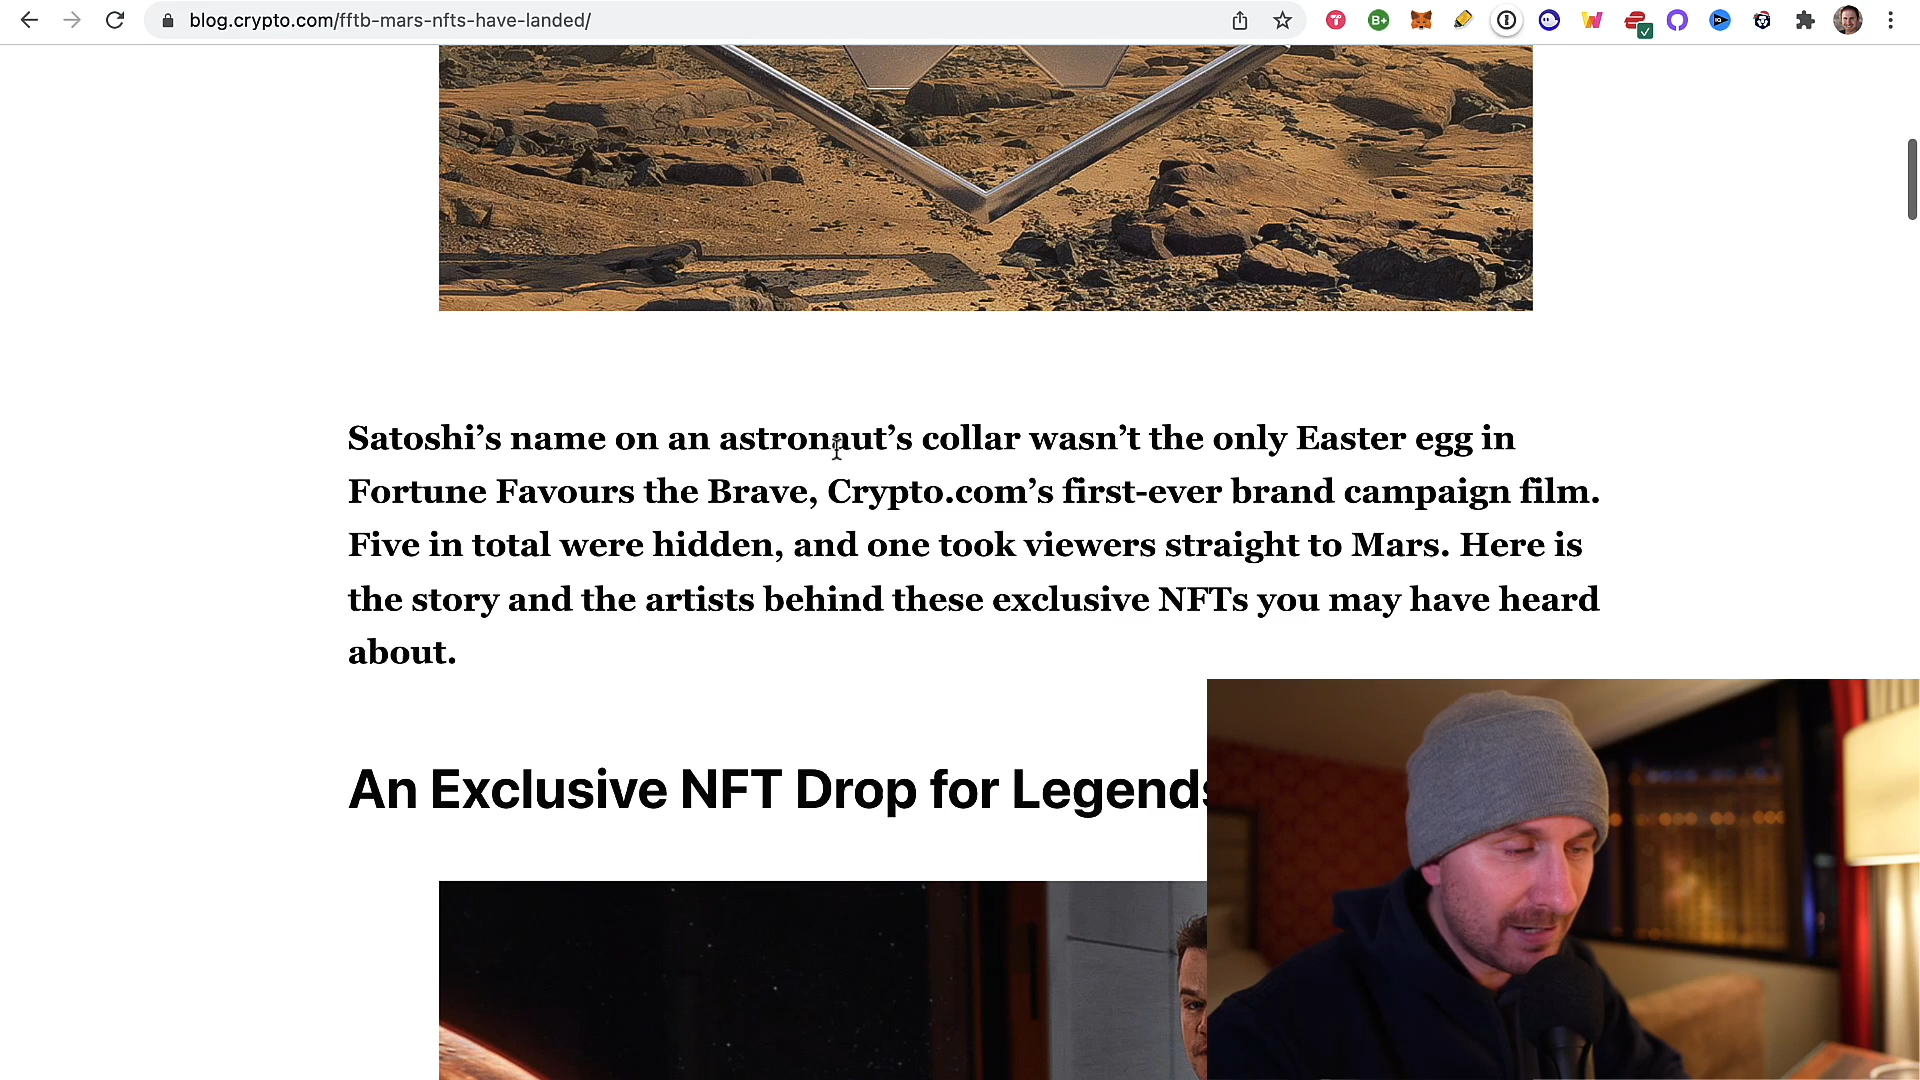 blog.crypto.com/fftb-mars-nfts-have-landed/
Satoshi’s name on an astronaut’s collar wasn’t the only Easter egg in
Fortune Favours the Brave, Crypto.com’s first-ever brand campaign film.
Five in total were hidden, and one took viewers straight to Mars. Here is
the story and the artists behind these exclusive NFTs you may have heard
about.
An Exclusive NFT Drop for Legends